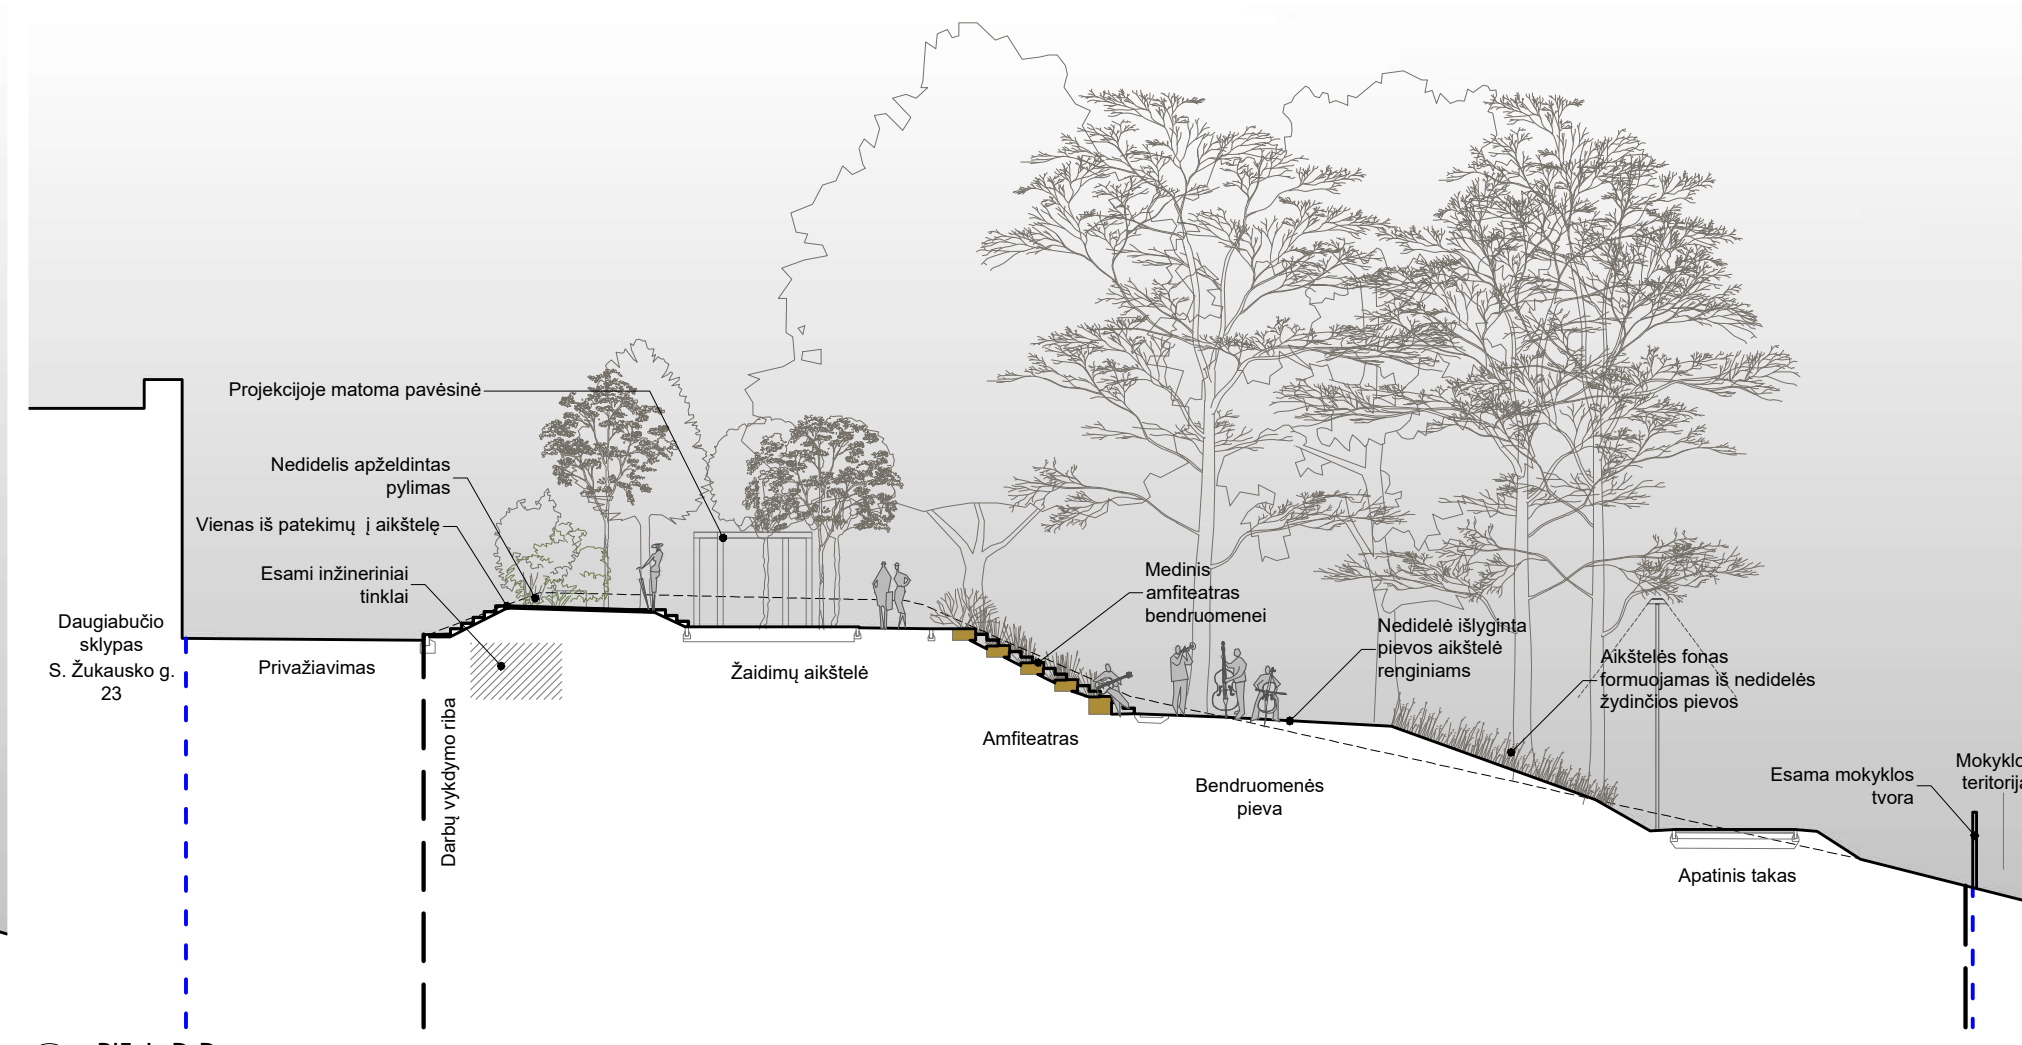 Projekcijoje matoma pavėsinė
Nedidelis apželdintas
pylimas
Vienas iš patekimų į aikštelę
Esami inžineriniai
tinklai
Daugiabučio
sklypas
S. Žukausko g.
23
Privažiavimas
Darbų vykdymo riba
Žaidimų aikštelė
Medinis
amfiteatras
bendruomenei
Amfiteatras
Nedidelė išlyginta
pievos aikštelė
renginiams
Bendruomenės
pieva
Aikštelės fonas
formuojamas iš nedidelės
žydinčios pievos
Apatinis takas
Esama mokyklos
tvora
Mokyklo
teritorija